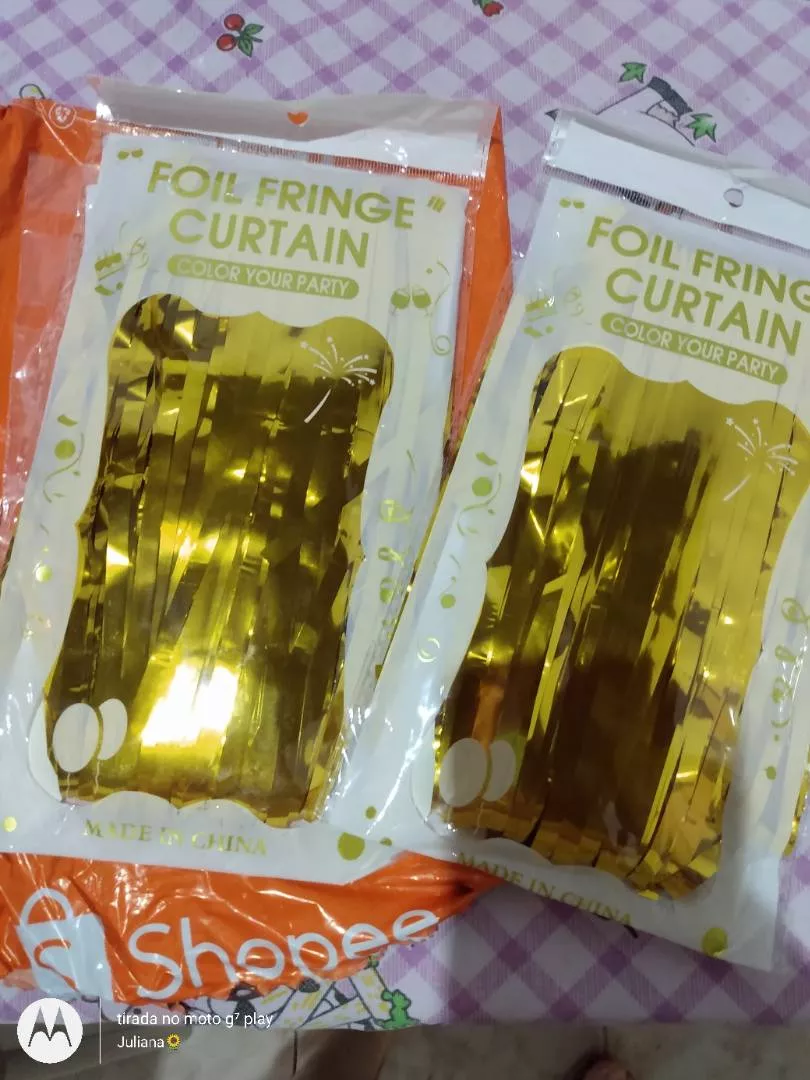 FOIL FRINGE
CURTAIN
COLOR YOUR PARTY
MADE IN CHINA
FOIL FRING
CURTAIN
COLOR YOUR PARTY
MADE IN CHINA
Shopee
tirada no moto g⁷ play
Juliana🌻